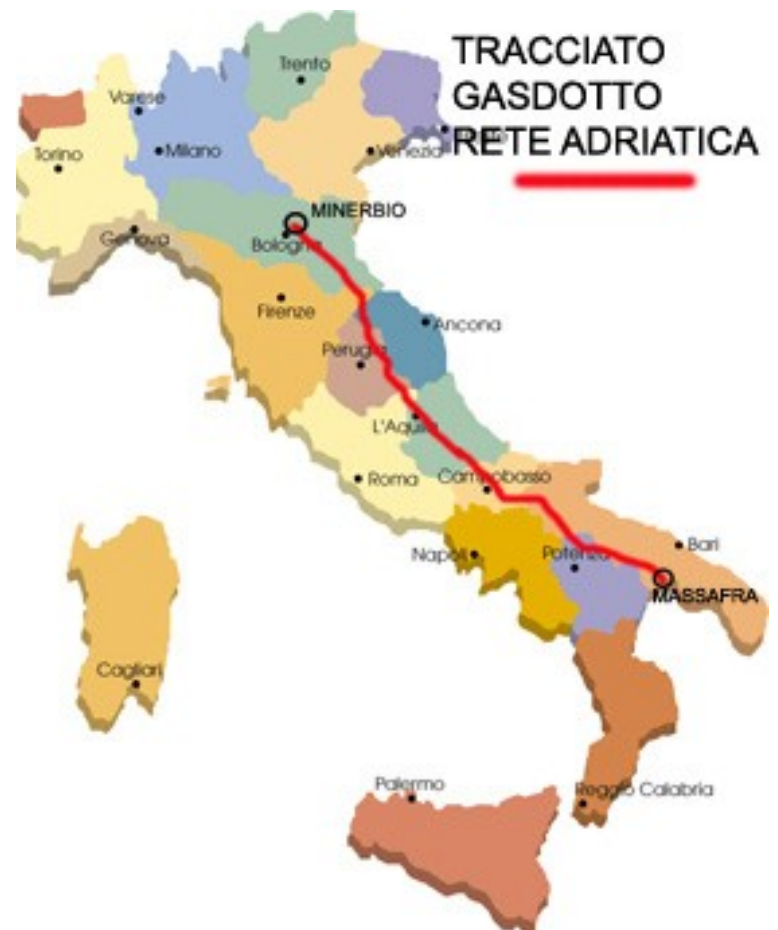 TRACCIATO
GASDOTTO
RETE ADRIATICA
Trento
Varese
Milano
Venezia
Torino
MINERBIO
Genova
Bologna
Firenze
Ancona
Perugia
L'Aquila
Roma
Campobasso
Napoli
Potenza
Bari
MASSAFRA
Cagliari
Palermo
Reggio Calabria